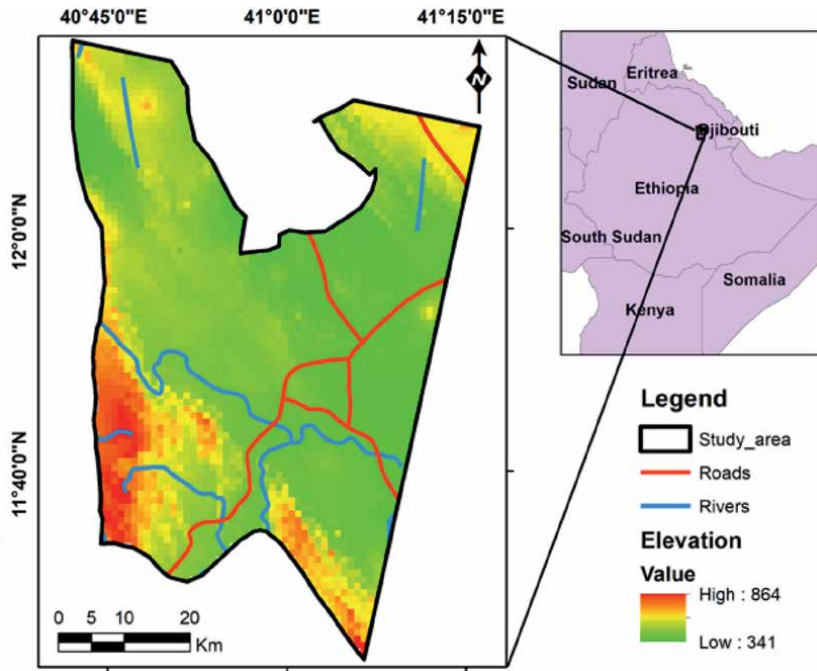 40°45'0"E 41°0'0"E 41°15'0"E
N
12°0'0"N
11°40'0"N
0 5 10 20
Km
Sudan
Eritrea
Djibouti
Ethiopia
South Sudan
Somalia
Kenya
Legend
Study_area
Roads
Rivers
Elevation
Value
High : 864
Low : 341